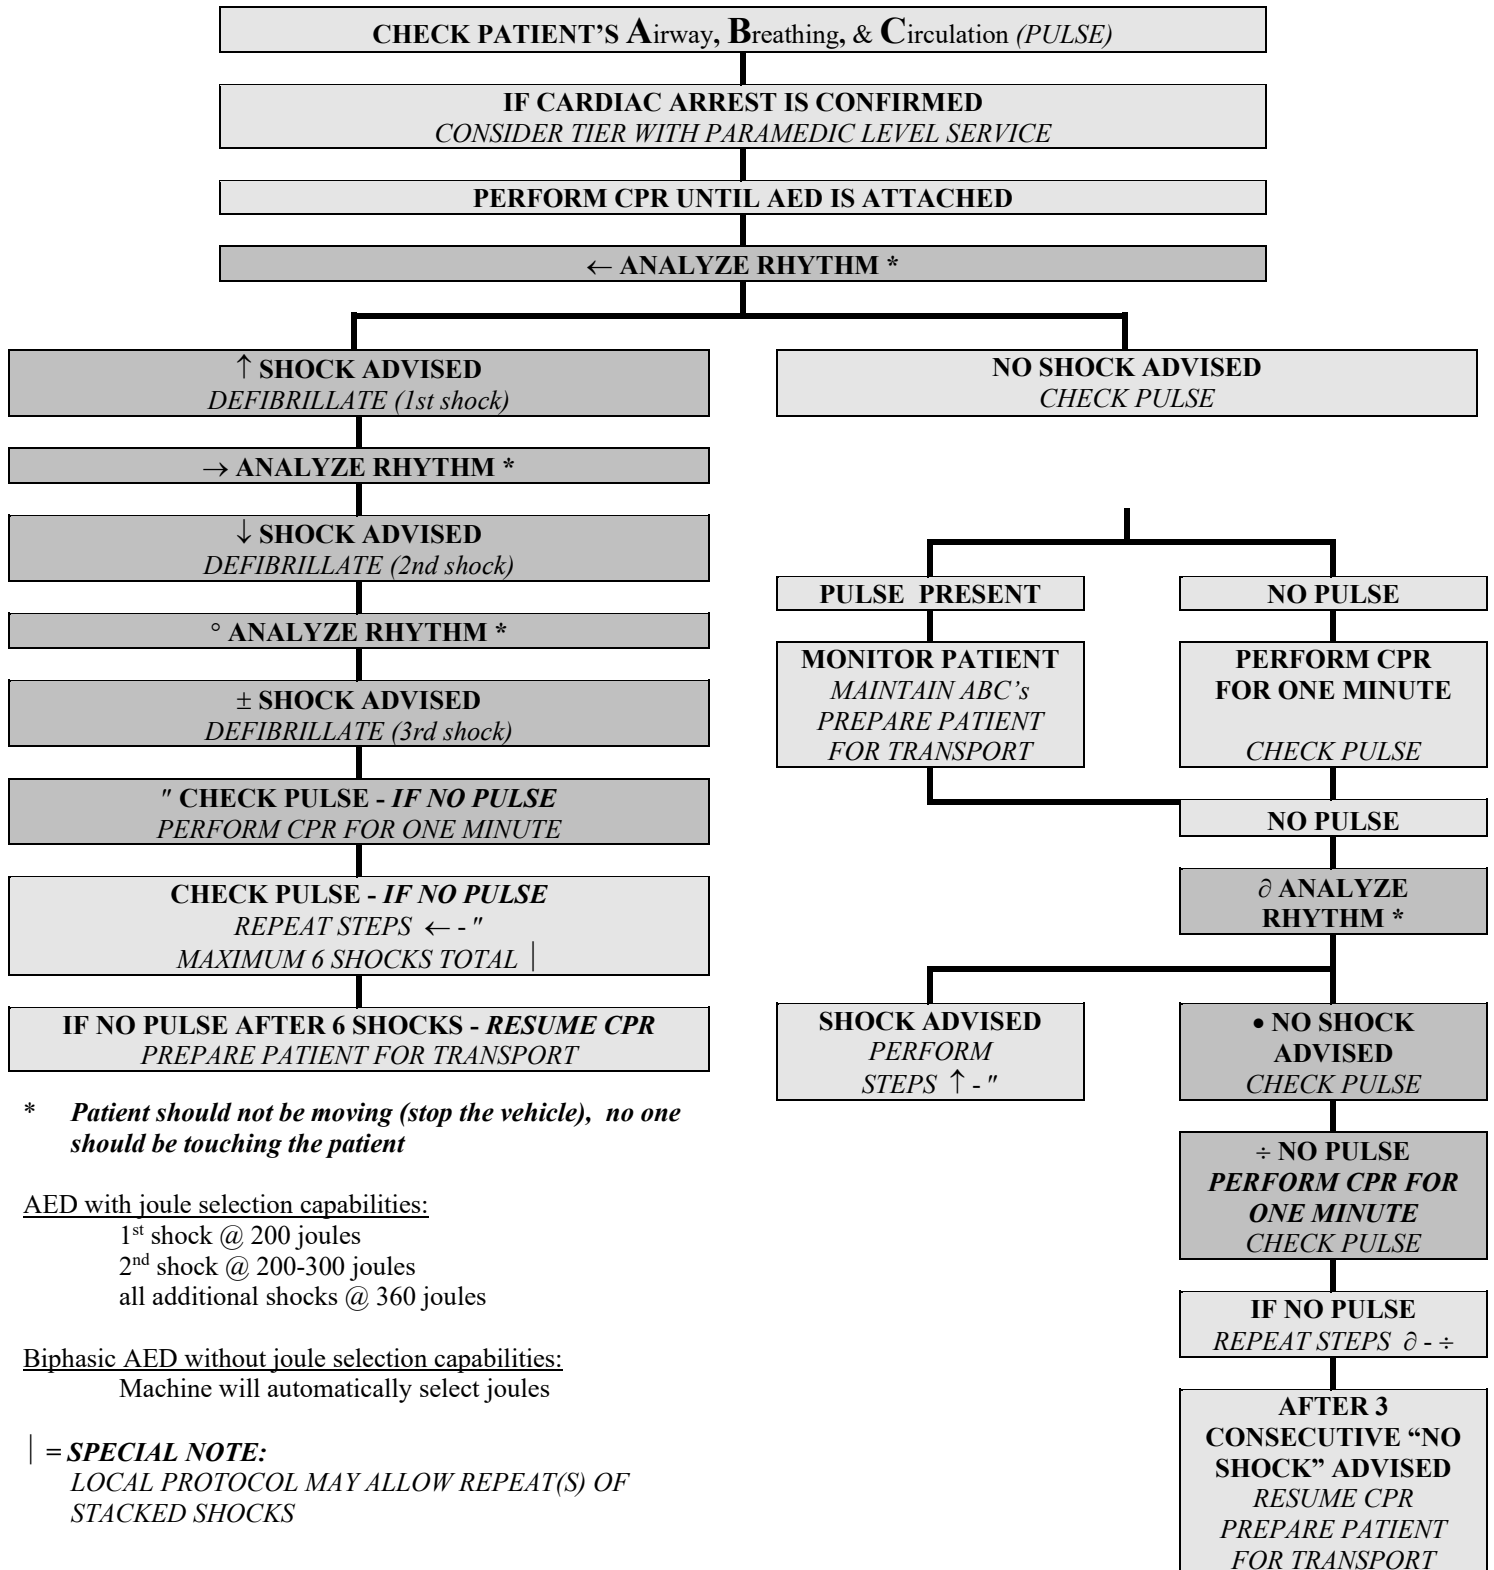 CHECK PATIENT’S Airway, Breathing, & Circulation (PULSE)
IF CARDIAC ARREST IS CONFIRMED
CONSIDER TIER WITH PARAMEDIC LEVEL SERVICE
PERFORM CPR UNTIL AED IS ATTACHED
← ANALYZE RHYTHM *
↑ SHOCK ADVISED
DEFIBRILLATE (1st shock)
→ ANALYZE RHYTHM *
↓ SHOCK ADVISED
DEFIBRILLATE (2nd shock)
° ANALYZE RHYTHM *
± SHOCK ADVISED
DEFIBRILLATE (3rd shock)
″ CHECK PULSE - IF NO PULSE
PERFORM CPR FOR ONE MINUTE
CHECK PULSE - IF NO PULSE
REPEAT STEPS ← - ″
MAXIMUM 6 SHOCKS TOTAL |
IF NO PULSE AFTER 6 SHOCKS - RESUME CPR
PREPARE PATIENT FOR TRANSPORT
* Patient should not be moving (stop the vehicle), no one
should be touching the patient
AED with joule selection capabilities:
1st shock @ 200 joules
2nd shock @ 200-300 joules
all additional shocks @ 360 joules
Biphasic AED without joule selection capabilities:
Machine will automatically select joules
| = SPECIAL NOTE:
LOCAL PROTOCOL MAY ALLOW REPEAT(S) OF
STACKED SHOCKS
NO SHOCK ADVISED
CHECK PULSE
PULSE PRESENT
MONITOR PATIENT
MAINTAIN ABC’s
PREPARE PATIENT
FOR TRANSPORT
NO PULSE
PERFORM CPR
FOR ONE MINUTE
CHECK PULSE
NO PULSE
∂ ANALYZE
RHYTHM *
SHOCK ADVISED
PERFORM
STEPS ↑ - ″
• NO SHOCK
ADVISED
CHECK PULSE
÷ NO PULSE
PERFORM CPR FOR
ONE MINUTE
CHECK PULSE
IF NO PULSE
REPEAT STEPS ∂ - ÷
AFTER 3
CONSECUTIVE “NO
SHOCK” ADVISED
RESUME CPR
PREPARE PATIENT
FOR TRANSPORT